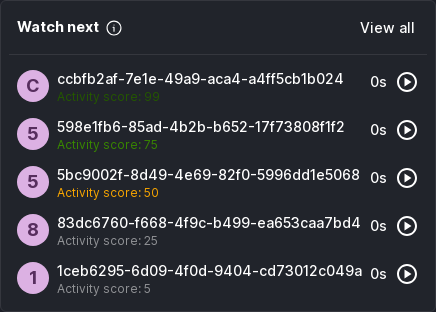 Watch next View all
C ccbfb2af-7e1e-49a9-aca4-a4ff5cb1b024 0s
Activity score: 99
5 598e1fb6-85ad-4b2b-b652-17f73808f1f2 0s
Activity score: 75
5 5bc9002f-8d49-4e69-82f0-5996dd1e5068 0s
Activity score: 50
8 83dc6760-f668-4f9c-b499-ea653caa7bd4 0s
Activity score: 25
1 1ceb6295-6d09-4f0d-9404-cd73012c049a 0s
Activity score: 5